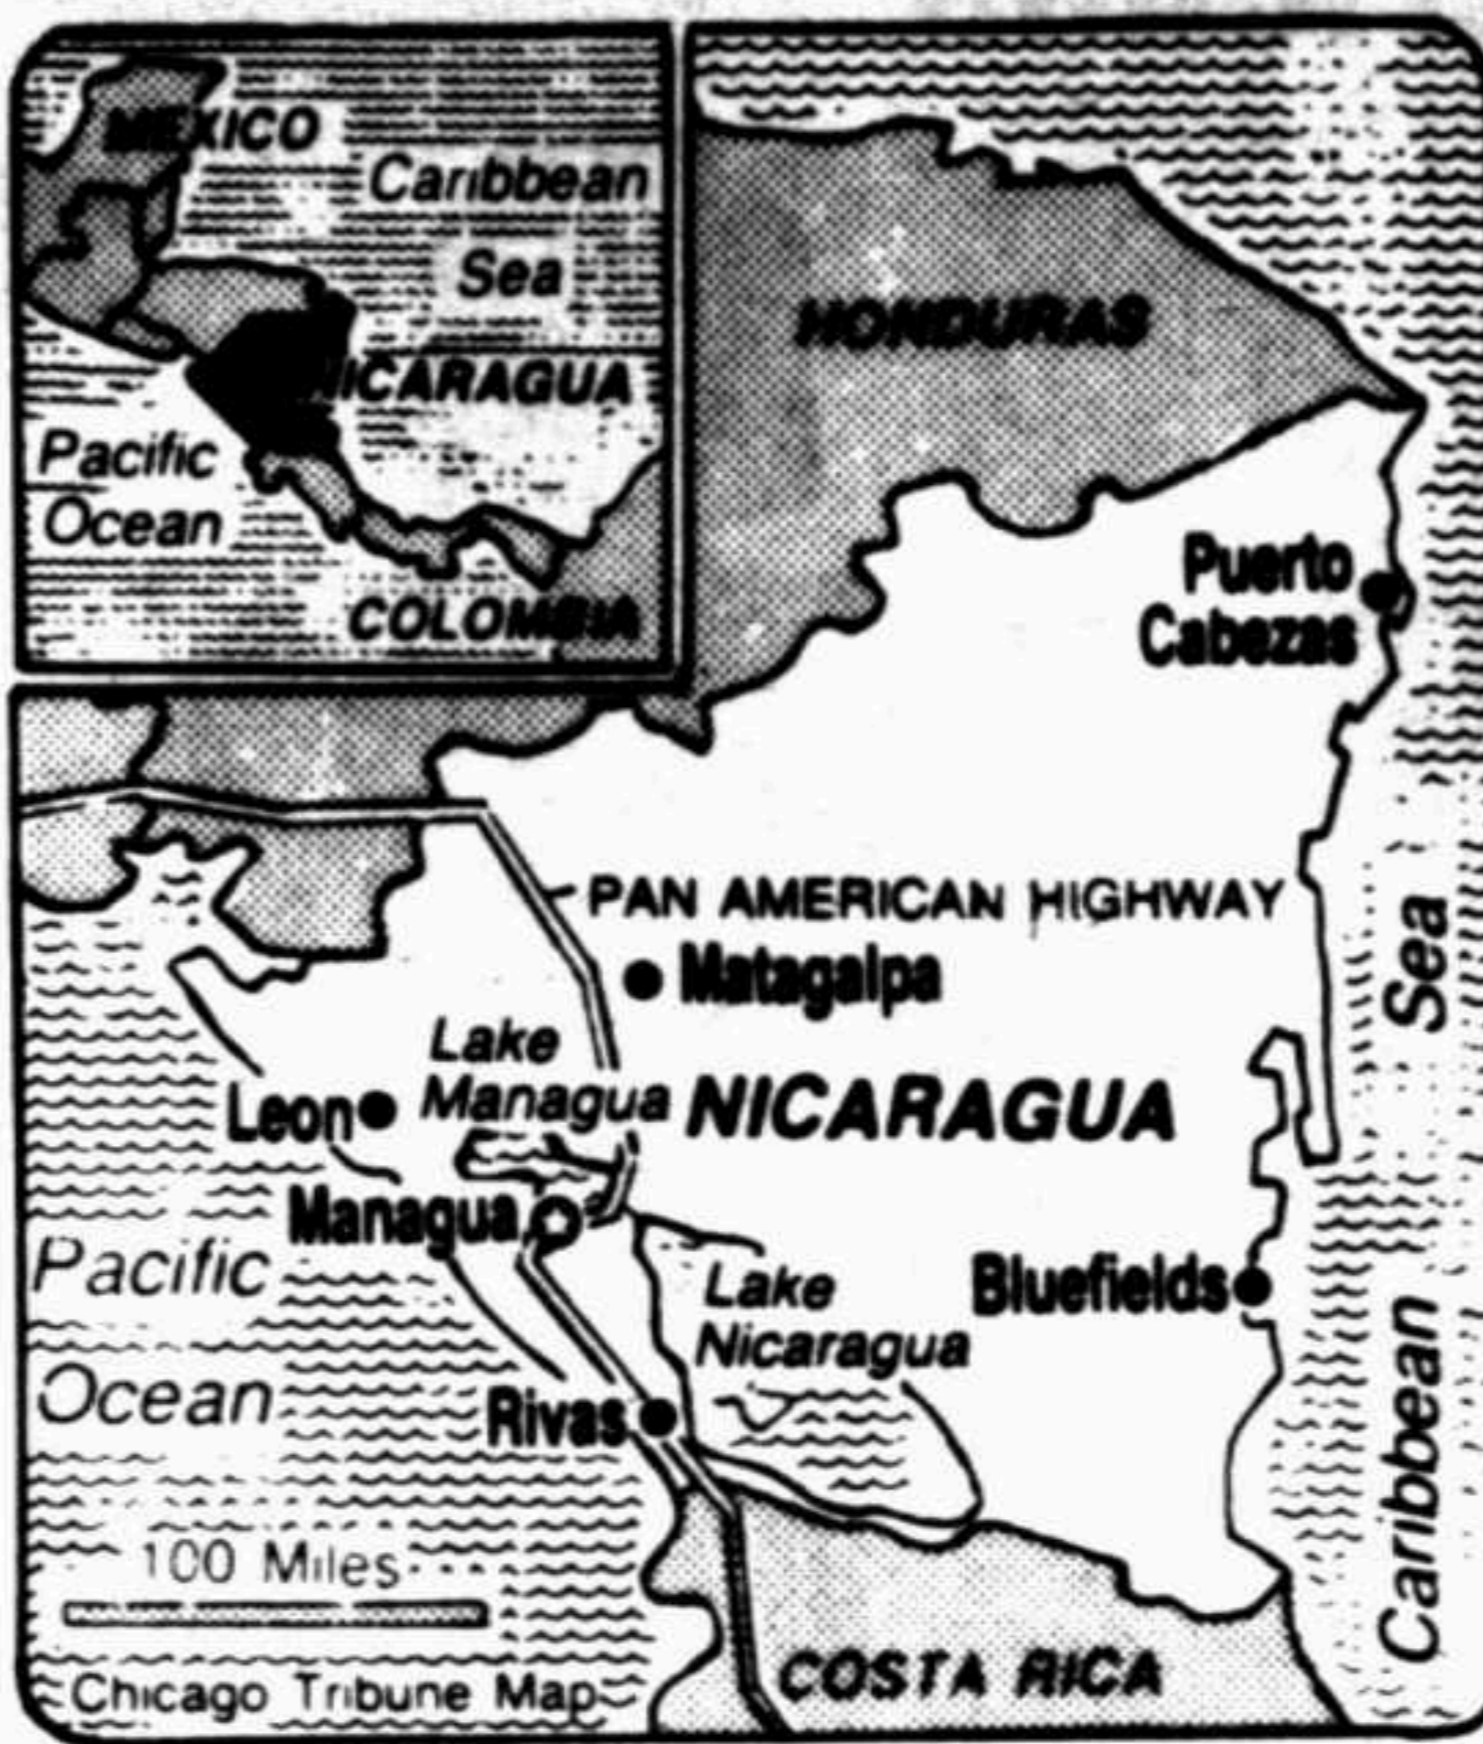 MEXICO
Caribbean
Sea
NICARAGUA
Pacific
Ocean
COLOMBIA
HONDURAS
Puerto
Cabezas
PAN AMERICAN HIGHWAY
Matagalpa
Lake
Managua
Leon
NICARAGUA
Managua
Pacific
Ocean
Lake
Nicaragua
Bluefields
Rivas
Caribbean Sea
100 Miles
COSTA RICA
Chicago Tribune Map